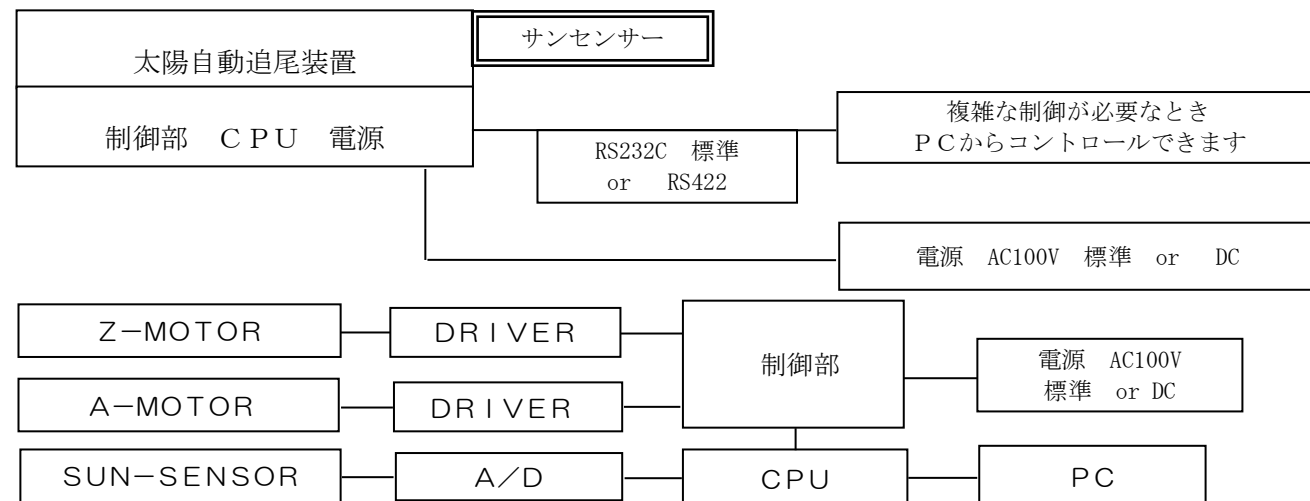 サンセンサー
太陽自動追尾装置
制御部　ＣＰＵ　電源
複雑な制御が必要なとき
ＰＣからコントロールできます
RS232C　標準
or　RS422
電源　AC100V　標準　or　DC
Ｚ－ＭＯＴＯＲ
ＤＲＩＶＥＲ
制御部
電源　AC100V
標準　or DC
Ａ－ＭＯＴＯＲ
ＤＲＩＶＥＲ
ＳＵＮ－ＳＥＮＳＯＲ
Ａ／Ｄ
ＣＰＵ
ＰＣ